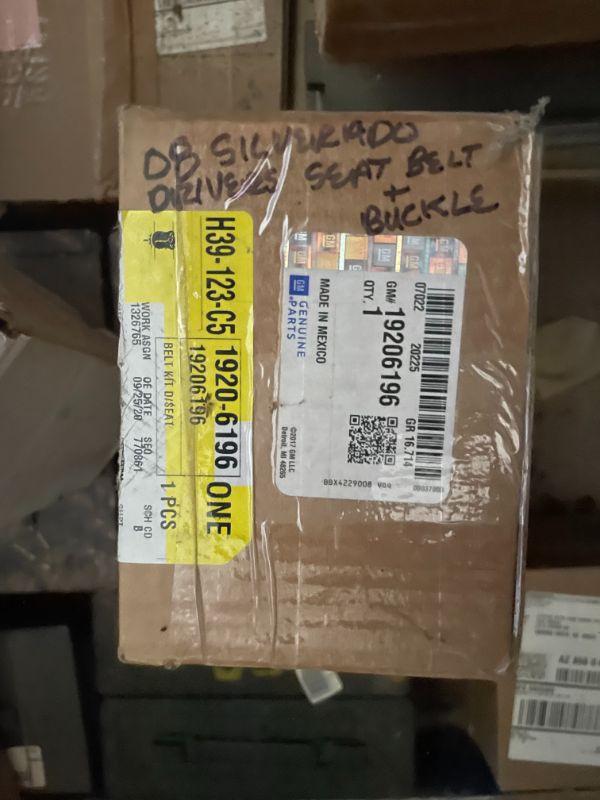 08 SILVERADO
DRIVERS SEAT BELT
+
BUCKLE
H39-123-C5
1920-6196 ONE
19206196
BELT KIT D/SEAT
1 PCS
WORK ASGN
1326765
OE DATE
09/25/20
SEQ
770861
SCH CD
B
07022 20225
GM# 19206196 GR 16.714
QTY. 1
MADE IN MEXICO
GM GENUINE
PARTS
©2017 GM LLC
Detroit, MI 48265